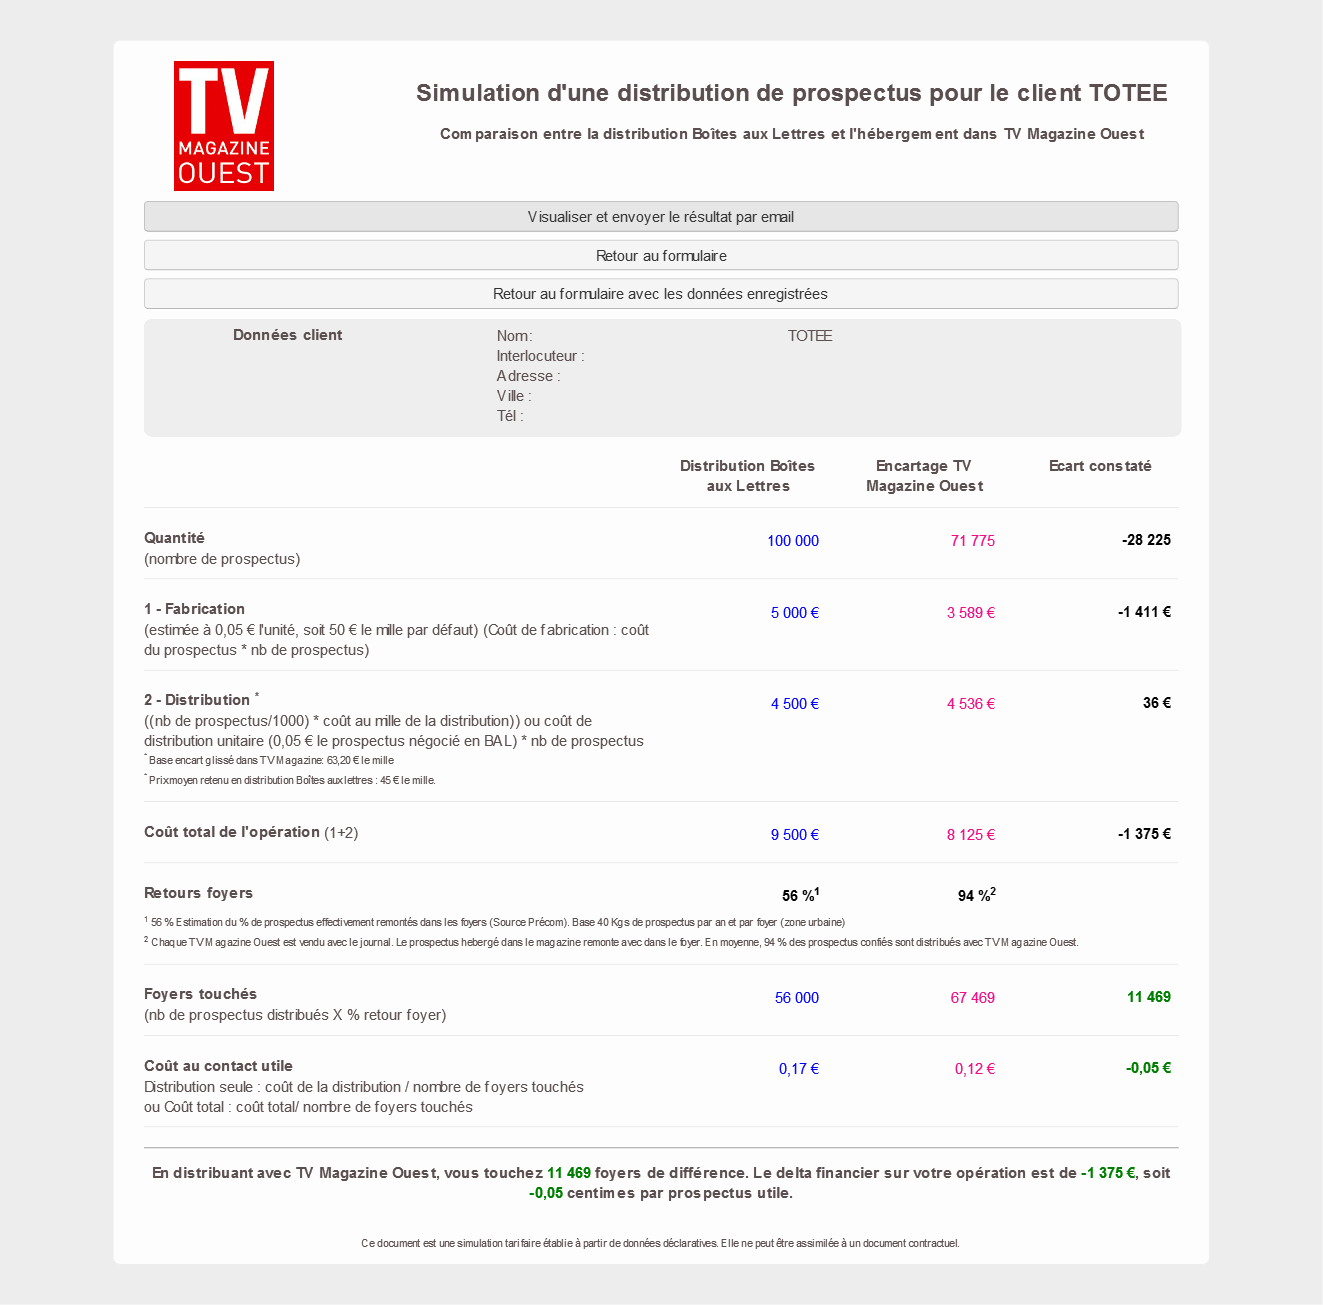 TV
MAGAZINE
OUEST
Simulation d'une distribution de prospectus pour le client TOTEE
Comparaison entre la distribution Boîtes aux Lettres et l'hébergement dans TV Magazine Ouest
Visualiser et envoyer le résultat par email
Retour au formulaire
Retour au formulaire avec les données enregistrées
Données client
Nom : TOTEE
Interlocuteur :
Adresse :
Ville :
Tél :
Distribution Boîtes aux Lettres
Encartage TV Magazine Ouest
Ecart constaté
Quantité
(nombre de prospectus)
100 000 71 775 -28 225
1 - Fabrication
(estimée à 0,05 € l'unité, soit 50 € le mille par défaut) (Coût de fabrication : coût
du prospectus * nb de prospectus)
5 000 € 3 589 € -1 411 €
2 - Distribution *
((nb de prospectus/1000) * coût au mille de la distribution)) ou coût de
distribution unitaire (0,05 € le prospectus négocié en BAL) * nb de prospectus
* Base encart glissé dans TV Magazine: 63,20 € le mille
* Prix moyen retenu en distribution Boîtes aux lettres : 45 € le mille.
4 500 € 4 536 € 36 €
Coût total de l'opération (1+2) 9 500 € 8 125 € -1 375 €
Retours foyers 56 %¹ 94 %²
¹ 56 % Estimation du % de prospectus effectivement remontés dans les foyers (Source Précom). Base 40 Kgs de prospectus par an et par foyer (zone urbaine)
² Chaque TV Magazine Ouest est vendu avec le journal. Le prospectus hebergé dans le magazine remonte avec dans le foyer. En moyenne, 94 % des prospectus confiés sont distribués avec TV Magazine Ouest.
Foyers touchés
(nb de prospectus distribués X % retour foyer)
56 000 67 469 11 469
Coût au contact utile
Distribution seule : coût de la distribution / nombre de foyers touchés
ou Coût total : coût total/ nombre de foyers touchés
0,17 € 0,12 € -0,05 €
En distribuant avec TV Magazine Ouest, vous touchez 11 469 foyers de différence. Le delta financier sur votre opération est de -1 375 €, soit
-0,05 centimes par prospectus utile.
Ce document est une simulation tarifaire établie à partir de données déclaratives. Elle ne peut être assimilée à un document contractuel.